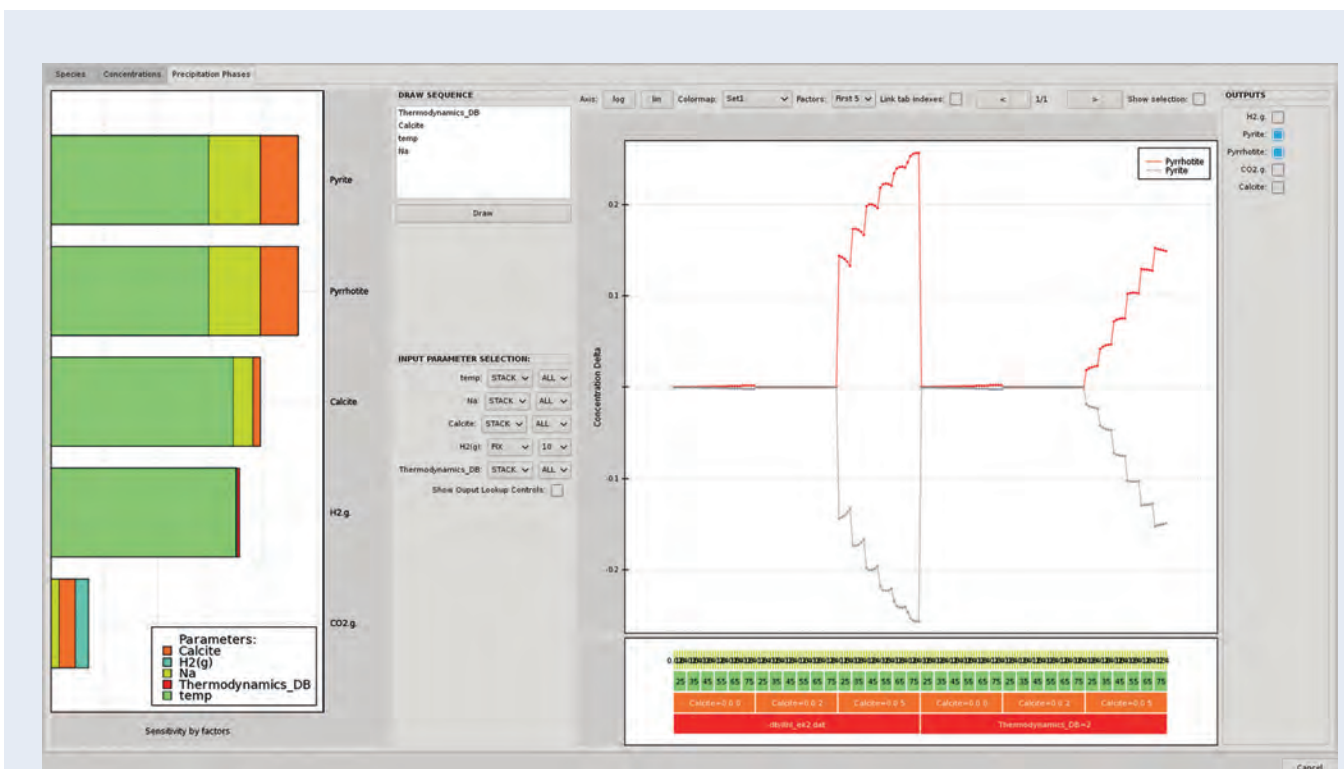 Species Concentrations Precipitation Phases
Pyrite
Pyrrhotite
Calcite
H2.g.
CO2.g.
Parameters:
Calcite
H2(g)
Na
Thermodynamics_DB
temp
Sensitivity by factors
DRAW SEQUENCE
Thermodynamics_DB
Calcite
temp
Na
Draw
INPUT PARAMETER SELECTION:
temp: STACK ALL
Na: STACK ALL
Calcite: STACK ALL
H2(g): FIX 10
Thermodynamics_DB: STACK ALL
Show Ouput Lookup Controls:
Axis: log lin Colormap: Set1 Factors: First 5 Link tab indexes: < 1/1 > Show selection:
Pyrrhotite
Pyrite
0.2
0.1
-0.1
-0.2
Concentration Delta
25 35 45 55 65 75 25 35 45 55 65 75 25 35 45 55 65 75 25 35 45 55 65 75 25 35 45 55 65 75 25 35 45 55 65 75
Calcite=0.0 0 Calcite=0.0 2 Calcite=0.0 5 Calcite=0.0 0 Calcite=0.0 2 Calcite=0.0 5
Thermodynamics_DB=2
OUTPUTS
H2.g.
Pyrite:
Pyrrhotite:
CO2.g.
Calcite:
Cancel